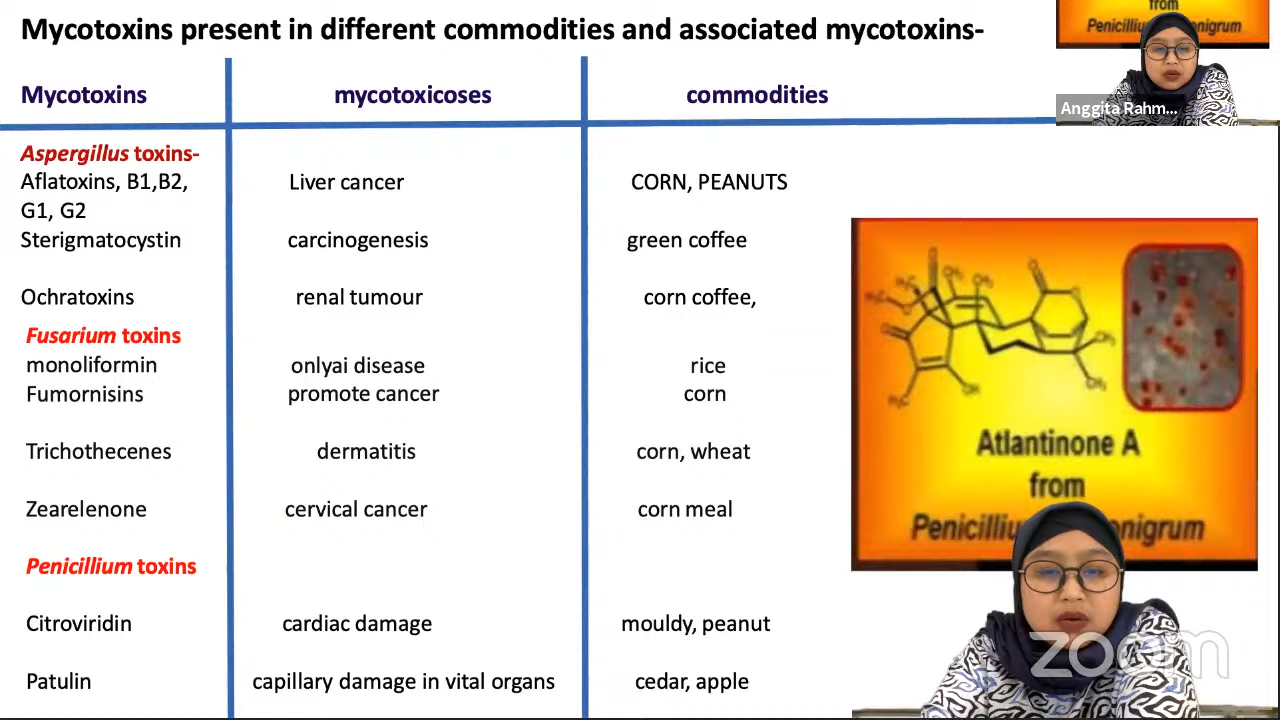 Mycotoxins present in different commodities and associated mycotoxins-
from
Penicillium
nigrum
Anggita Rahm...
Mycotoxins mycotoxicoses commodities
Aspergillus toxins-
Aflatoxins, B1,B2, Liver cancer CORN, PEANUTS
G1, G2
Sterigmatocystin carcinogenesis green coffee
Ochratoxins renal tumour corn coffee,
Fusarium toxins
monoliformin onlyai disease rice
Fumornisins promote cancer corn
Trichothecenes dermatitis corn, wheat
Zearelenone cervical cancer corn meal
Penicillium toxins
Citroviridin cardiac damage mouldy, peanut
Patulin capillary damage in vital organs cedar, apple
Atlantinone A
from
zoom